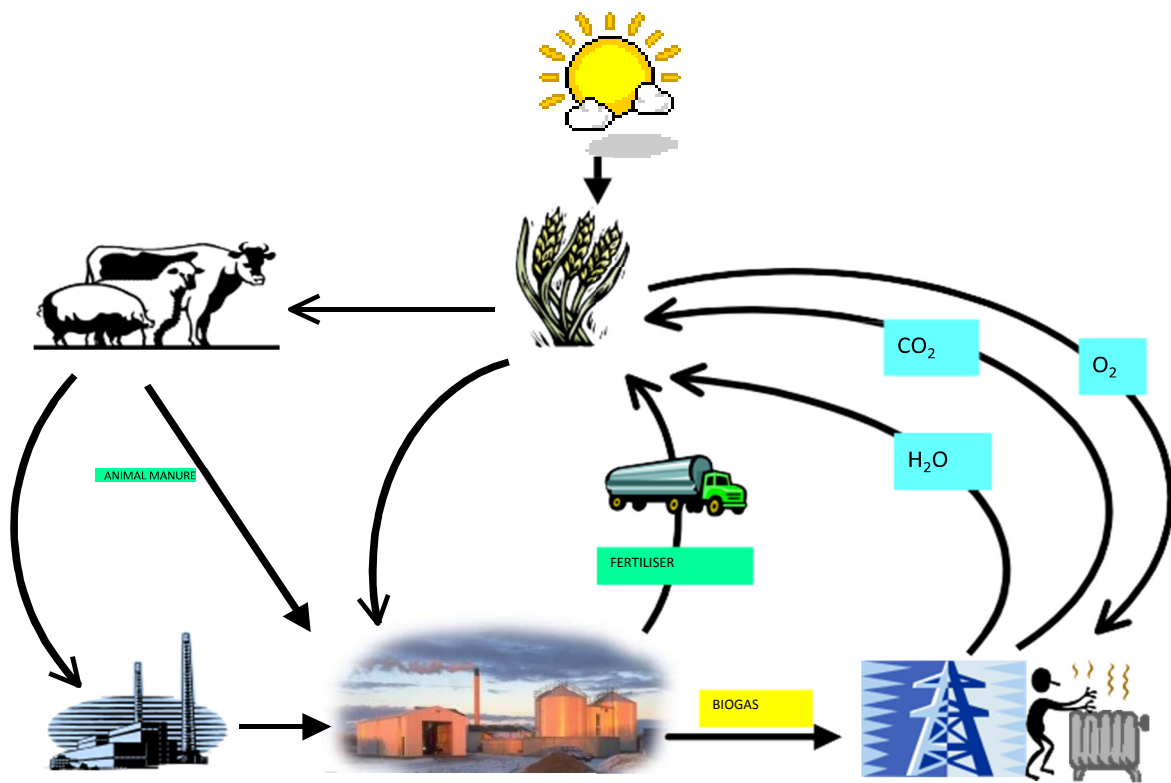 CO₂
O₂
H₂O
ANIMAL MANURE
FERTILISER
BIOGAS